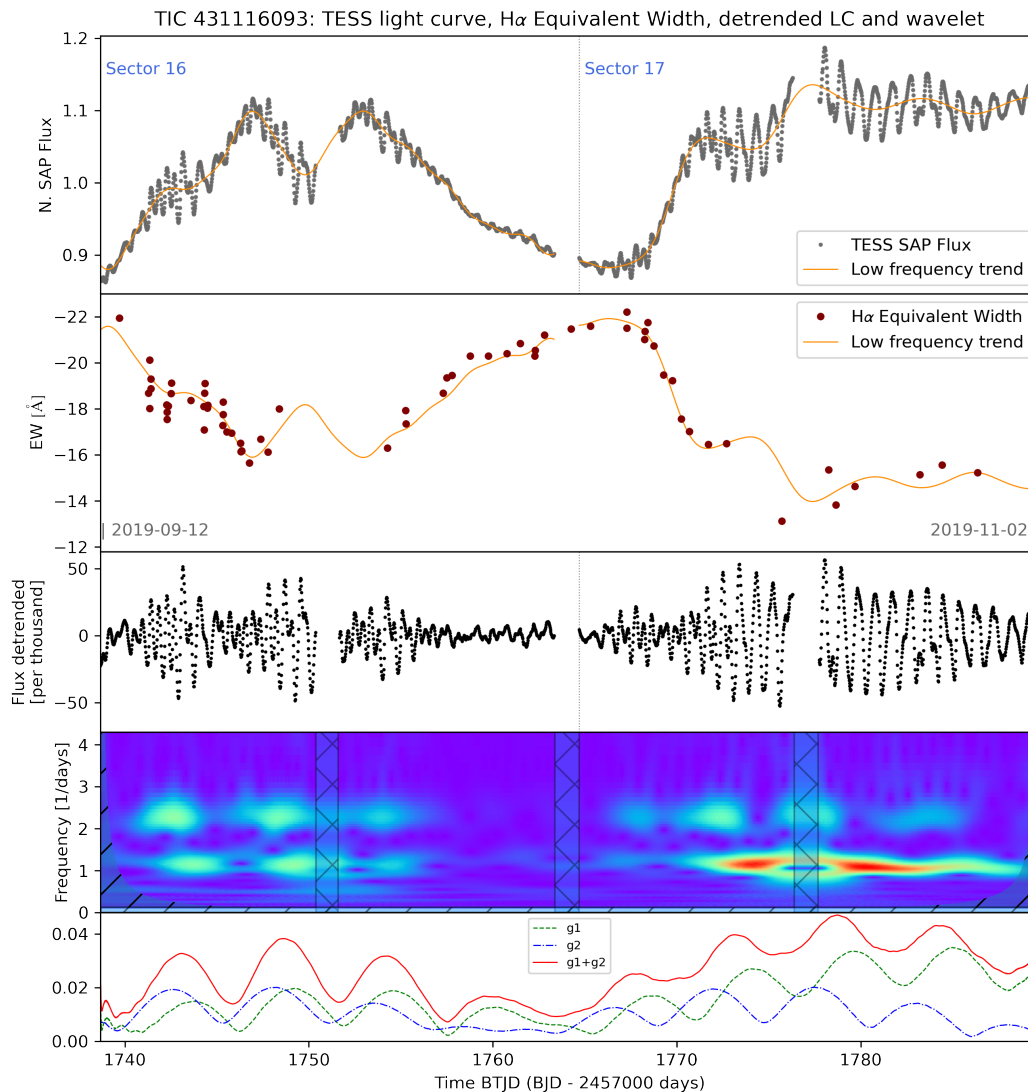 TIC 431116093: TESS light curve, Hα Equivalent Width, detrended LC and wavelet
1.2
1.1
1.0
0.9
N. SAP Flux
Sector 16
Sector 17
TESS SAP Flux
Low frequency trend
−22
−20
−18
−16
−14
−12
EW [Å]
Hα Equivalent Width
Low frequency trend
| 2019-09-12
2019-11-02
50
0
−50
Flux detrended
[per thousand]
4
3
2
1
0
Frequency [1/days]
0.04
0.02
0.00
g1
g2
g1+g2
1740
1750
1760
1770
1780
Time BTJD (BJD - 2457000 days)